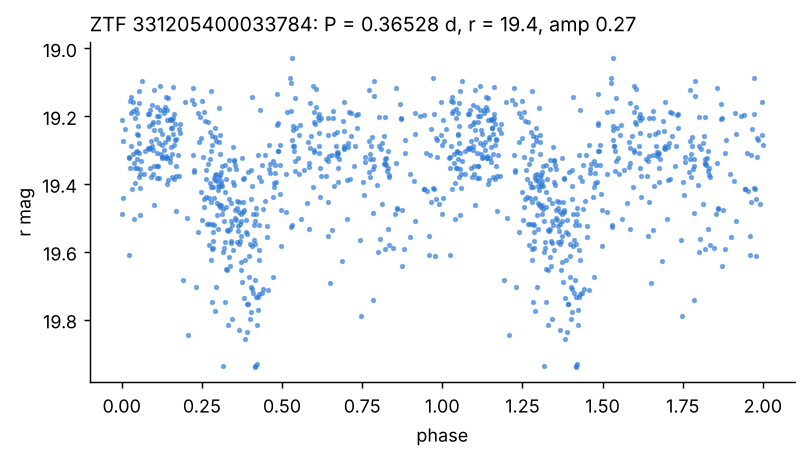 ZTF 331205400033784: P = 0.36528 d, r = 19.4, amp 0.27
19.0
19.2
19.4
19.6
19.8
r mag
0.00 0.25 0.50 0.75 1.00 1.25 1.50 1.75 2.00
phase